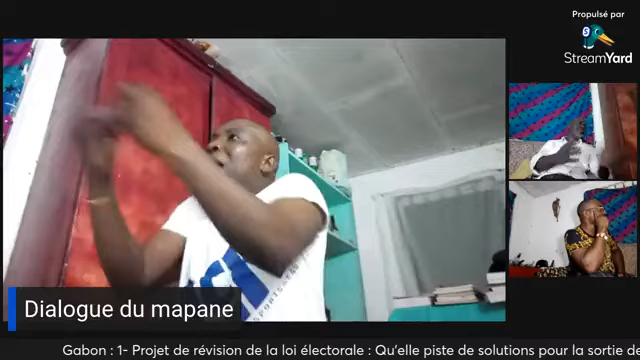 Propulsé par
StreamYard
Dialogue du mapane
Gabon : 1- Projet de révision de la loi électorale : Qu'elle piste de solutions pour la sortie de